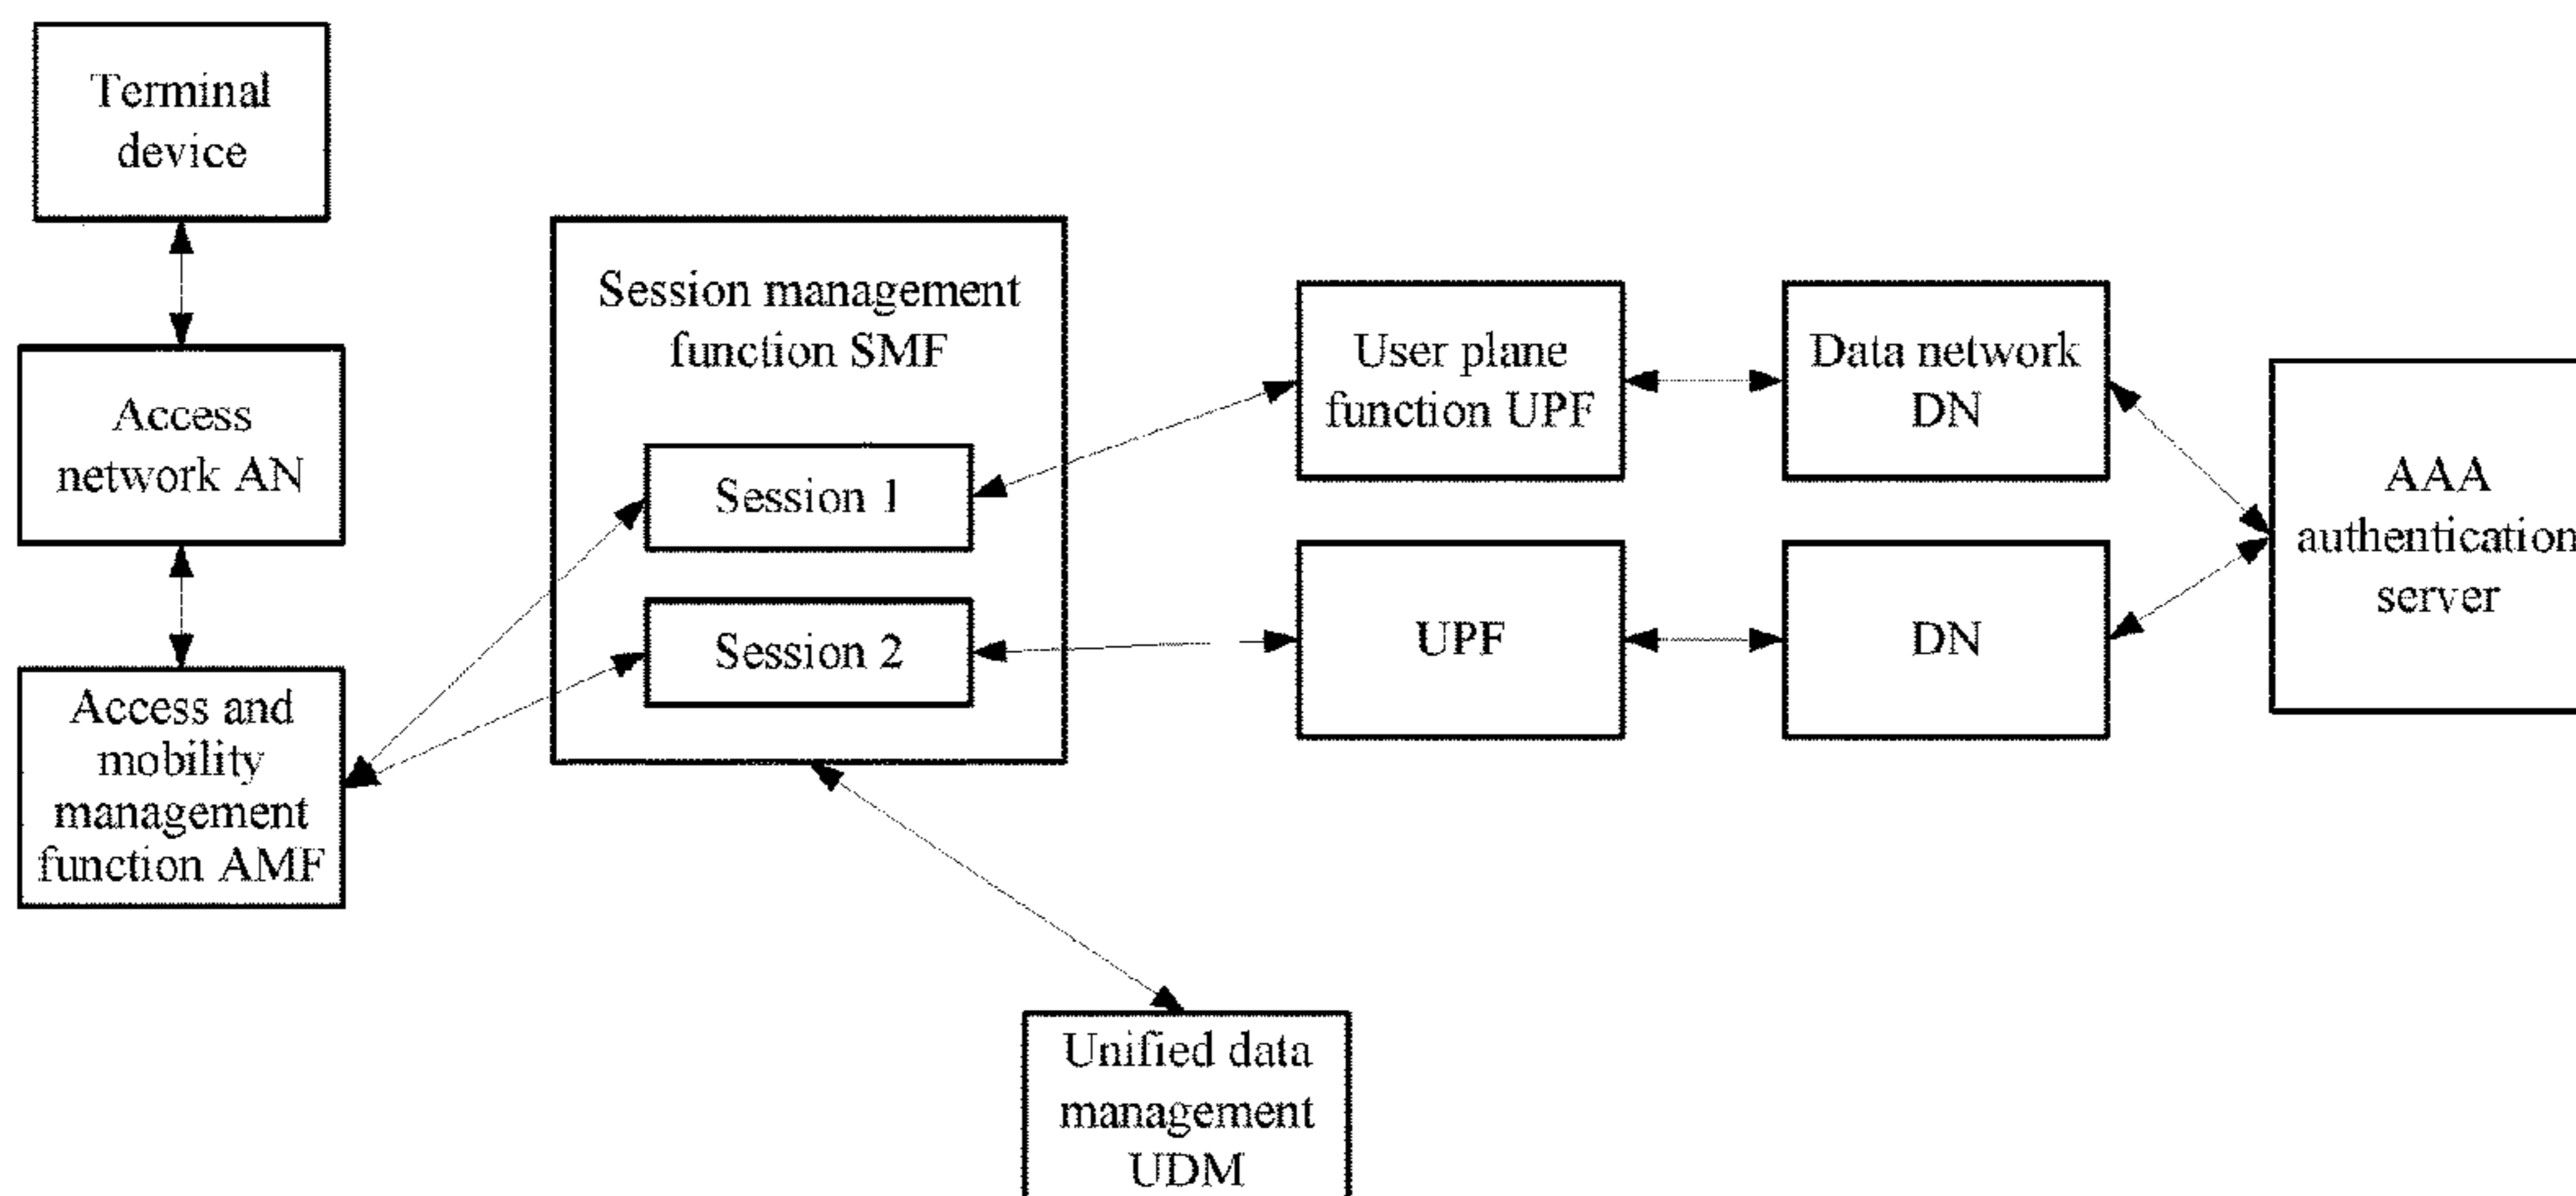 Terminal
device
Access
network AN
Access and
mobility
management
function AMF
Session management
function SMF
Session 1
Session 2
User plane
function UPF
Data network
DN
UPF
DN
AAA
authentication
server
Unified data
management
UDM